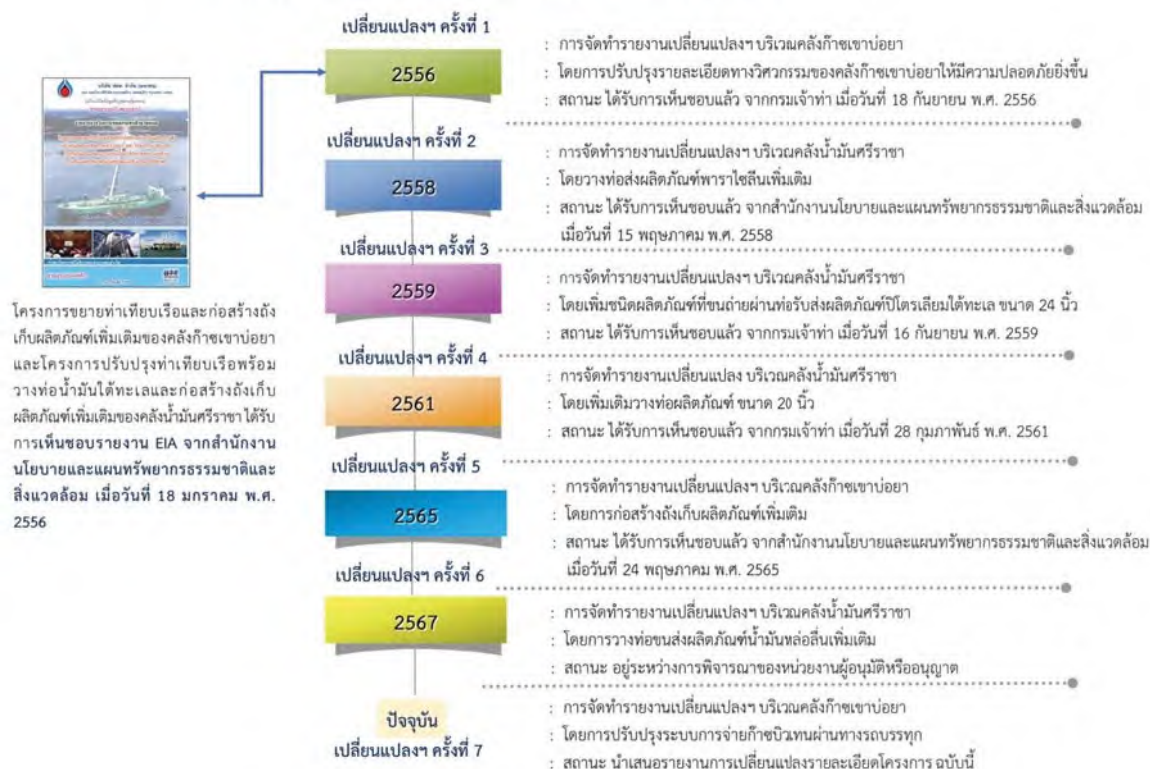 เปลี่ยนแปลงฯ ครั้งที่ 1
2556
: การจัดทำรายงานเปลี่ยนแปลงฯ บริเวณคลังก๊าซเขาบ่อยา
: โดยการปรับปรุงรายละเอียดทางวิศวกรรมของคลังก๊าซเขาบ่อยาให้มีความปลอดภัยยิ่งขึ้น
: สถานะ ได้รับการเห็นชอบแล้ว จากกรมเจ้าท่า เมื่อวันที่ 18 กันยายน พ.ศ. 2556
โครงการขยายท่าเทียบเรือและก่อสร้างถัง
เก็บผลิตภัณฑ์เพิ่มเติมของคลังก๊าซเขาบ่อยา
และโครงการปรับปรุงท่าเทียบเรือพร้อม
วางท่อน้ำมันใต้ทะเลและก่อสร้างถังเก็บ
ผลิตภัณฑ์เพิ่มเติมของคลังน้ำมันศรีราชา ได้รับ
การเห็นชอบรายงาน EIA จากสำนักงาน
นโยบายและแผนทรัพยากรธรรมชาติและ
สิ่งแวดล้อม เมื่อวันที่ 18 มกราคม พ.ศ.
2556
เปลี่ยนแปลงฯ ครั้งที่ 2
2558
: การจัดทำรายงานเปลี่ยนแปลงฯ บริเวณคลังน้ำมันศรีราชา
: โดยวางท่อส่งผลิตภัณฑ์พาราไซลีนเพิ่มเติม
: สถานะ ได้รับการเห็นชอบแล้ว จากสำนักงานนโยบายและแผนทรัพยากรธรรมชาติและสิ่งแวดล้อม
เมื่อวันที่ 15 พฤษภาคม พ.ศ. 2558
เปลี่ยนแปลงฯ ครั้งที่ 3
2559
: การจัดทำรายงานเปลี่ยนแปลงฯ บริเวณคลังน้ำมันศรีราชา
: โดยเพิ่มชนิดผลิตภัณฑ์ที่ขนถ่ายผ่านท่อรับส่งผลิตภัณฑ์ปิโตรเลียมใต้ทะเล ขนาด 24 นิ้ว
: สถานะ ได้รับการเห็นชอบแล้ว จากกรมเจ้าท่า เมื่อวันที่ 16 กันยายน พ.ศ. 2559
เปลี่ยนแปลงฯ ครั้งที่ 4
2561
: การจัดทำรายงานเปลี่ยนแปลง บริเวณคลังน้ำมันศรีราชา
: โดยเพิ่มเติมวางท่อผลิตภัณฑ์ ขนาด 20 นิ้ว
: สถานะ ได้รับการเห็นชอบแล้ว จากกรมเจ้าท่า เมื่อวันที่ 28 กุมภาพันธ์ พ.ศ. 2561
เปลี่ยนแปลงฯ ครั้งที่ 5
2565
: การจัดทำรายงานเปลี่ยนแปลงฯ บริเวณคลังก๊าซเขาบ่อยา
: โดยการก่อสร้างถังเก็บผลิตภัณฑ์เพิ่มเติม
: สถานะ ได้รับการเห็นชอบแล้ว จากสำนักงานนโยบายและแผนทรัพยากรธรรมชาติและสิ่งแวดล้อม
เมื่อวันที่ 24 พฤษภาคม พ.ศ. 2565
เปลี่ยนแปลงฯ ครั้งที่ 6
2567
: การจัดทำรายงานเปลี่ยนแปลงฯ บริเวณคลังน้ำมันศรีราชา
: โดยการวางท่อขนส่งผลิตภัณฑ์น้ำมันหล่อลื่นเพิ่มเติม
: สถานะ อยู่ระหว่างการพิจารณาของหน่วยงานผู้อนุมัติหรืออนุญาต
ปัจจุบัน
เปลี่ยนแปลงฯ ครั้งที่ 7
: การจัดทำรายงานเปลี่ยนแปลงฯ บริเวณคลังก๊าซเขาบ่อยา
: โดยการปรับปรุงระบบการจ่ายก๊าซบิวเทนผ่านทางรถบรรทุก
: สถานะ นำเสนอรายงานการเปลี่ยนแปลงรายละเอียดโครงการ ฉบับนี้